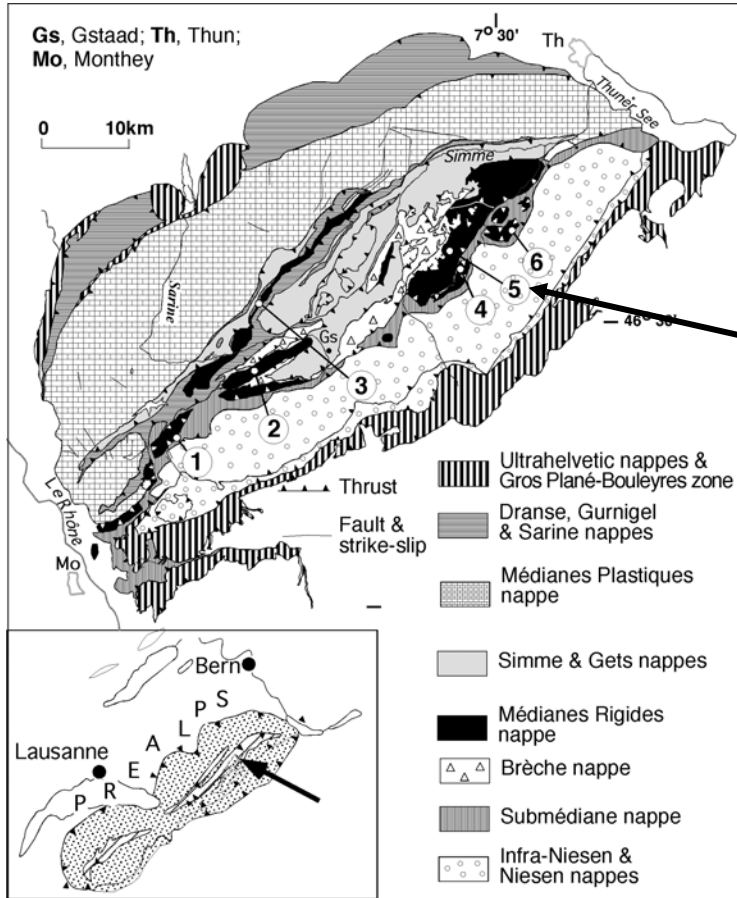 Gs, Gstaad; Th, Thun;
Mo, Monthey
7° 30'
Th
Thuner See
0 10km
Simme
Sarine
6
5
4
Gs
3
2
1
Le Rhône
Mo
Thrust
Fault &
strike-slip
Ultrahelvetic nappes &
Gros Plané-Bouleyres zone
Dranse, Gurnigel
& Sarine nappes
Médianes Plastiques
nappe
Simme & Gets nappes
Médianes Rigides
nappe
Brèche nappe
Submédiane nappe
Infra-Niesen &
Niesen nappes
Bern
Lausanne
P R E A L P S